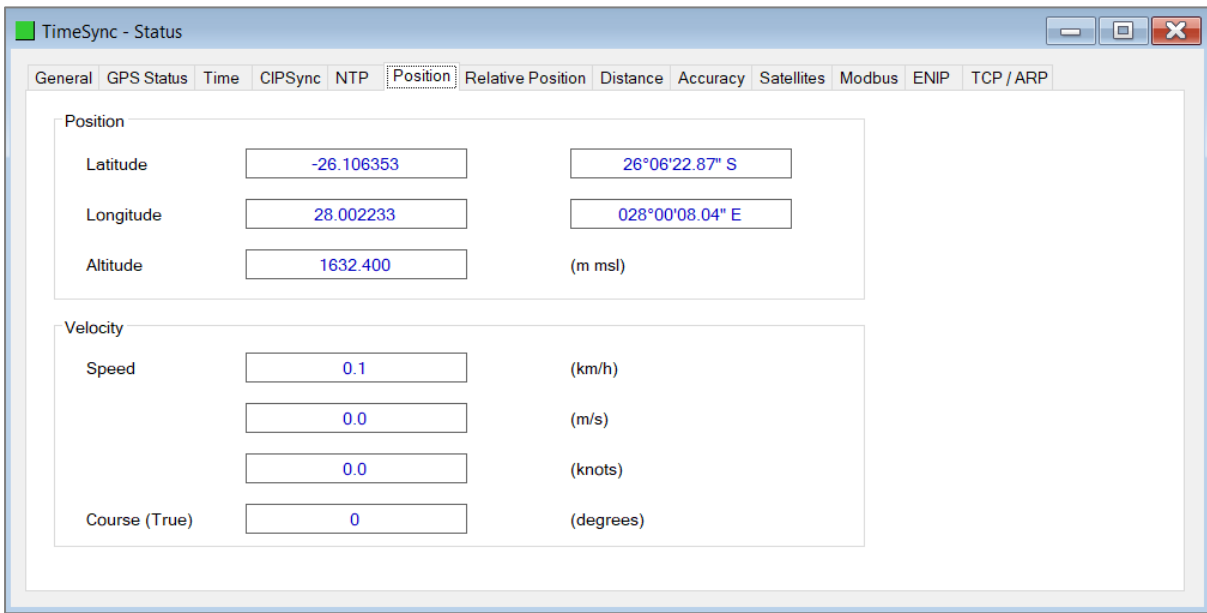 TimeSync - Status
General GPS Status Time CIPSync NTP Position Relative Position Distance Accuracy Satellites Modbus ENIP TCP / ARP
Position
Latitude -26.106353 26°06'22.87" S
Longitude 28.002233 028°00'08.04" E
Altitude 1632.400 (m msl)
Velocity
Speed 0.1 (km/h)
0.0 (m/s)
0.0 (knots)
Course (True) 0 (degrees)